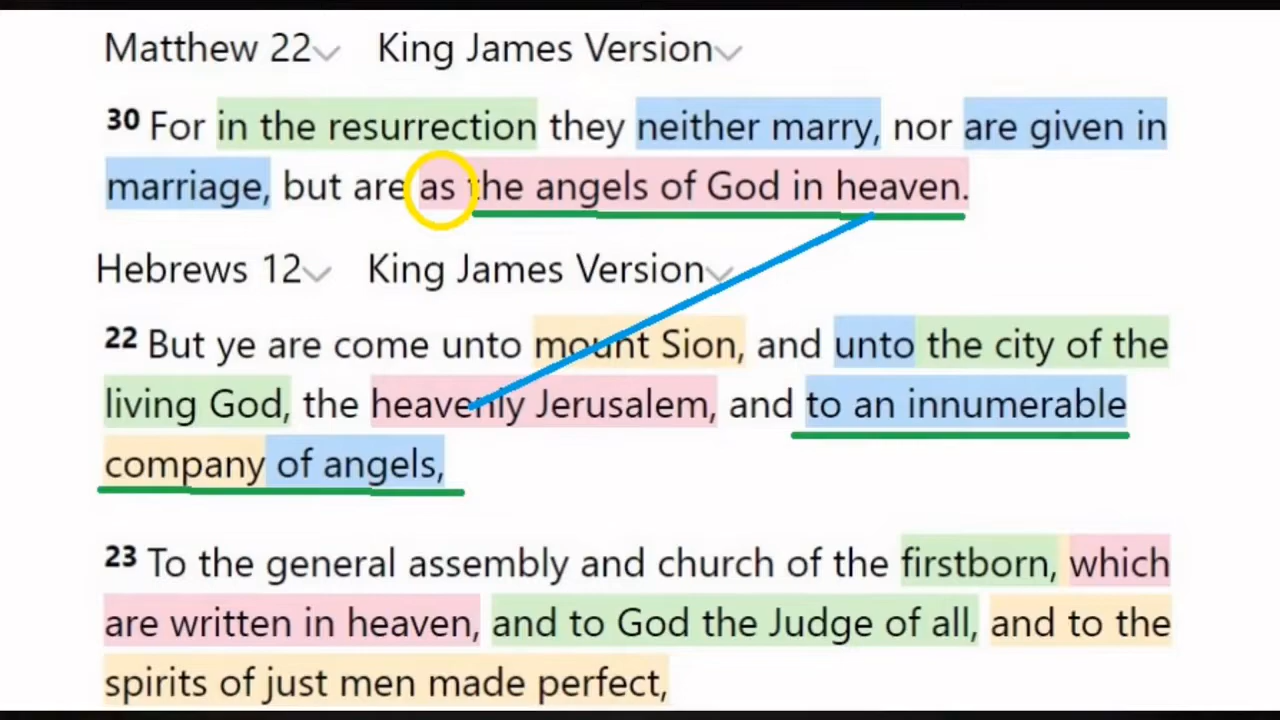 Matthew 22 King James Version
30 For in the resurrection they neither marry, nor are given in
marriage, but are as the angels of God in heaven.
Hebrews 12 King James Version
22 But ye are come unto mount Sion, and unto the city of the
living God, the heavenly Jerusalem, and to an innumerable
company of angels,
23 To the general assembly and church of the firstborn, which
are written in heaven, and to God the Judge of all, and to the
spirits of just men made perfect,